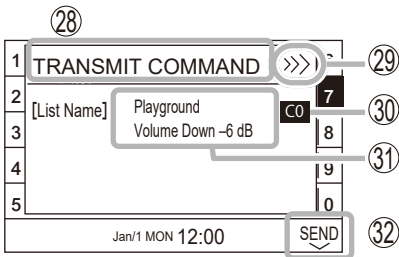 28
1 TRANSMIT COMMAND >>> 29
2 [List Name] Playground C0 7 30
3 Volume Down –6 dB 8 31
4 9
5 0
Jan/1 MON 12:00 SEND 32